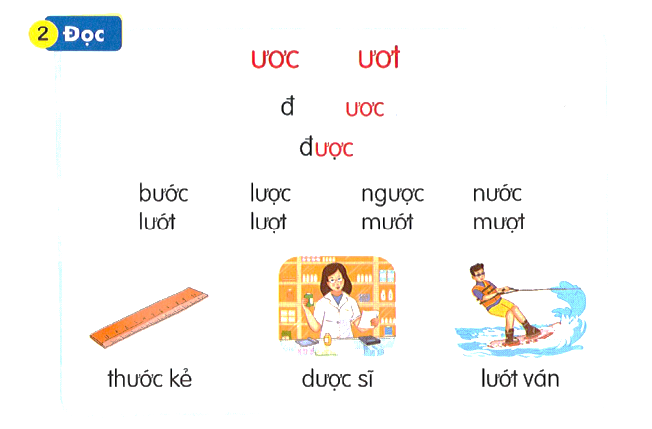 2 Đọc
ươc ươt
đ ươc
được
bước lược ngược nước
lướt lượt mướt mượt
thước kẻ dược sĩ lướt ván